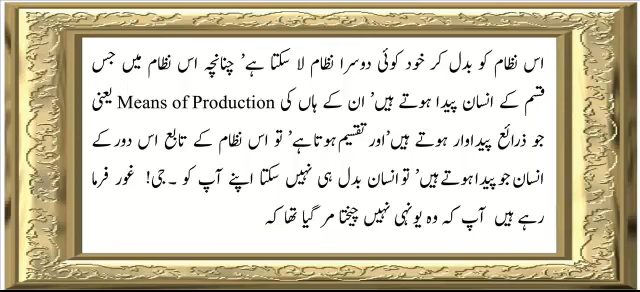 اس نظام کو بدل کر خود کوئی دوسرا نظام لا سکتا ہے’ چنانچہ اس نظام میں جس
قسم کے انسان پیدا ہوتے ہیں’ ان کے ہاں کی Means of Production یعنی
جو ذرائع پیداوار ہوتے ہیں’اور تقسیم ہوتا ہے’ تو اس نظام کے تابع اس دور کے
انسان جو پیدا ہوتے ہیں’ تو انسان بدل ہی نہیں سکتا اپنے آپ کو ۔ جی! غور فرما
رہے ہیں آپ کہ وہ یونہی نہیں چیختا مر گیا تھا کہ